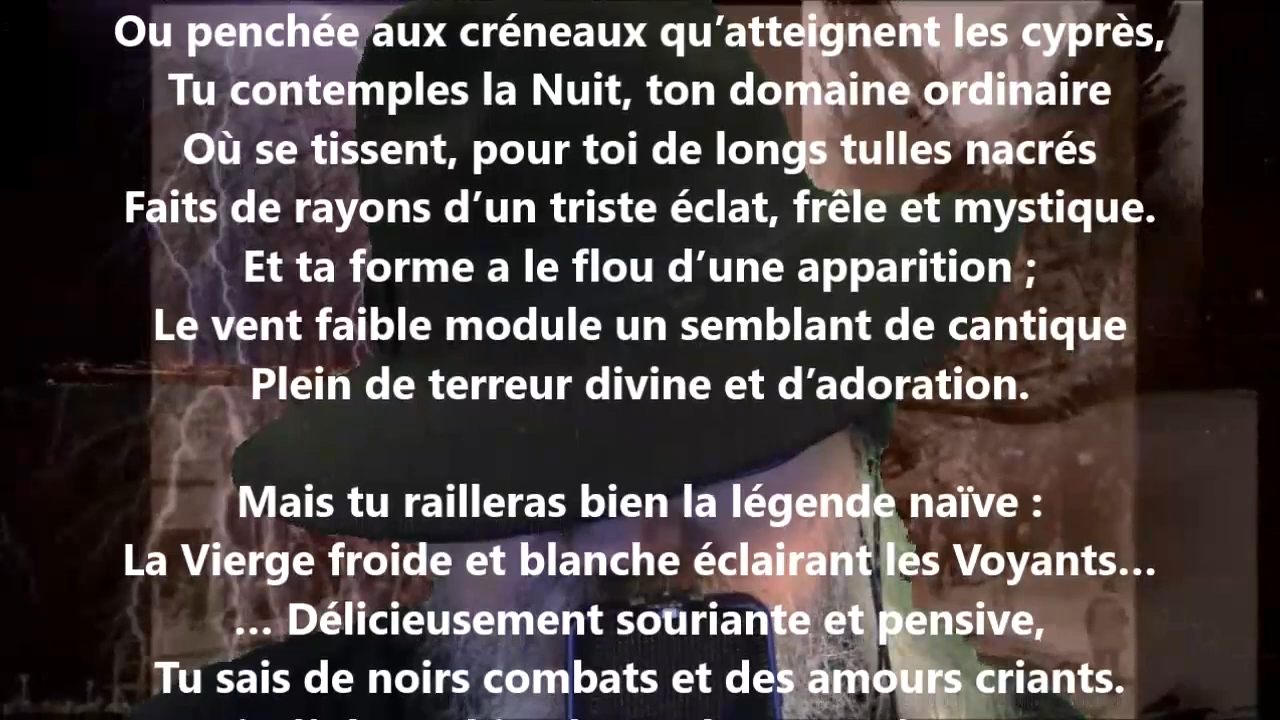 Ou penchée aux créneaux qu’atteignent les cyprès,
Tu contemples la Nuit, ton domaine ordinaire
Où se tissent, pour toi de longs tulles nacrés
Faits de rayons d’un triste éclat, frêle et mystique.
Et ta forme a le flou d’une apparition ;
Le vent faible module un semblant de cantique
Plein de terreur divine et d’adoration.
Mais tu railleras bien la légende naïve :
La Vierge froide et blanche éclairant les Voyants…
… Délicieusement souriante et pensive,
Tu sais de noirs combats et des amours criants.